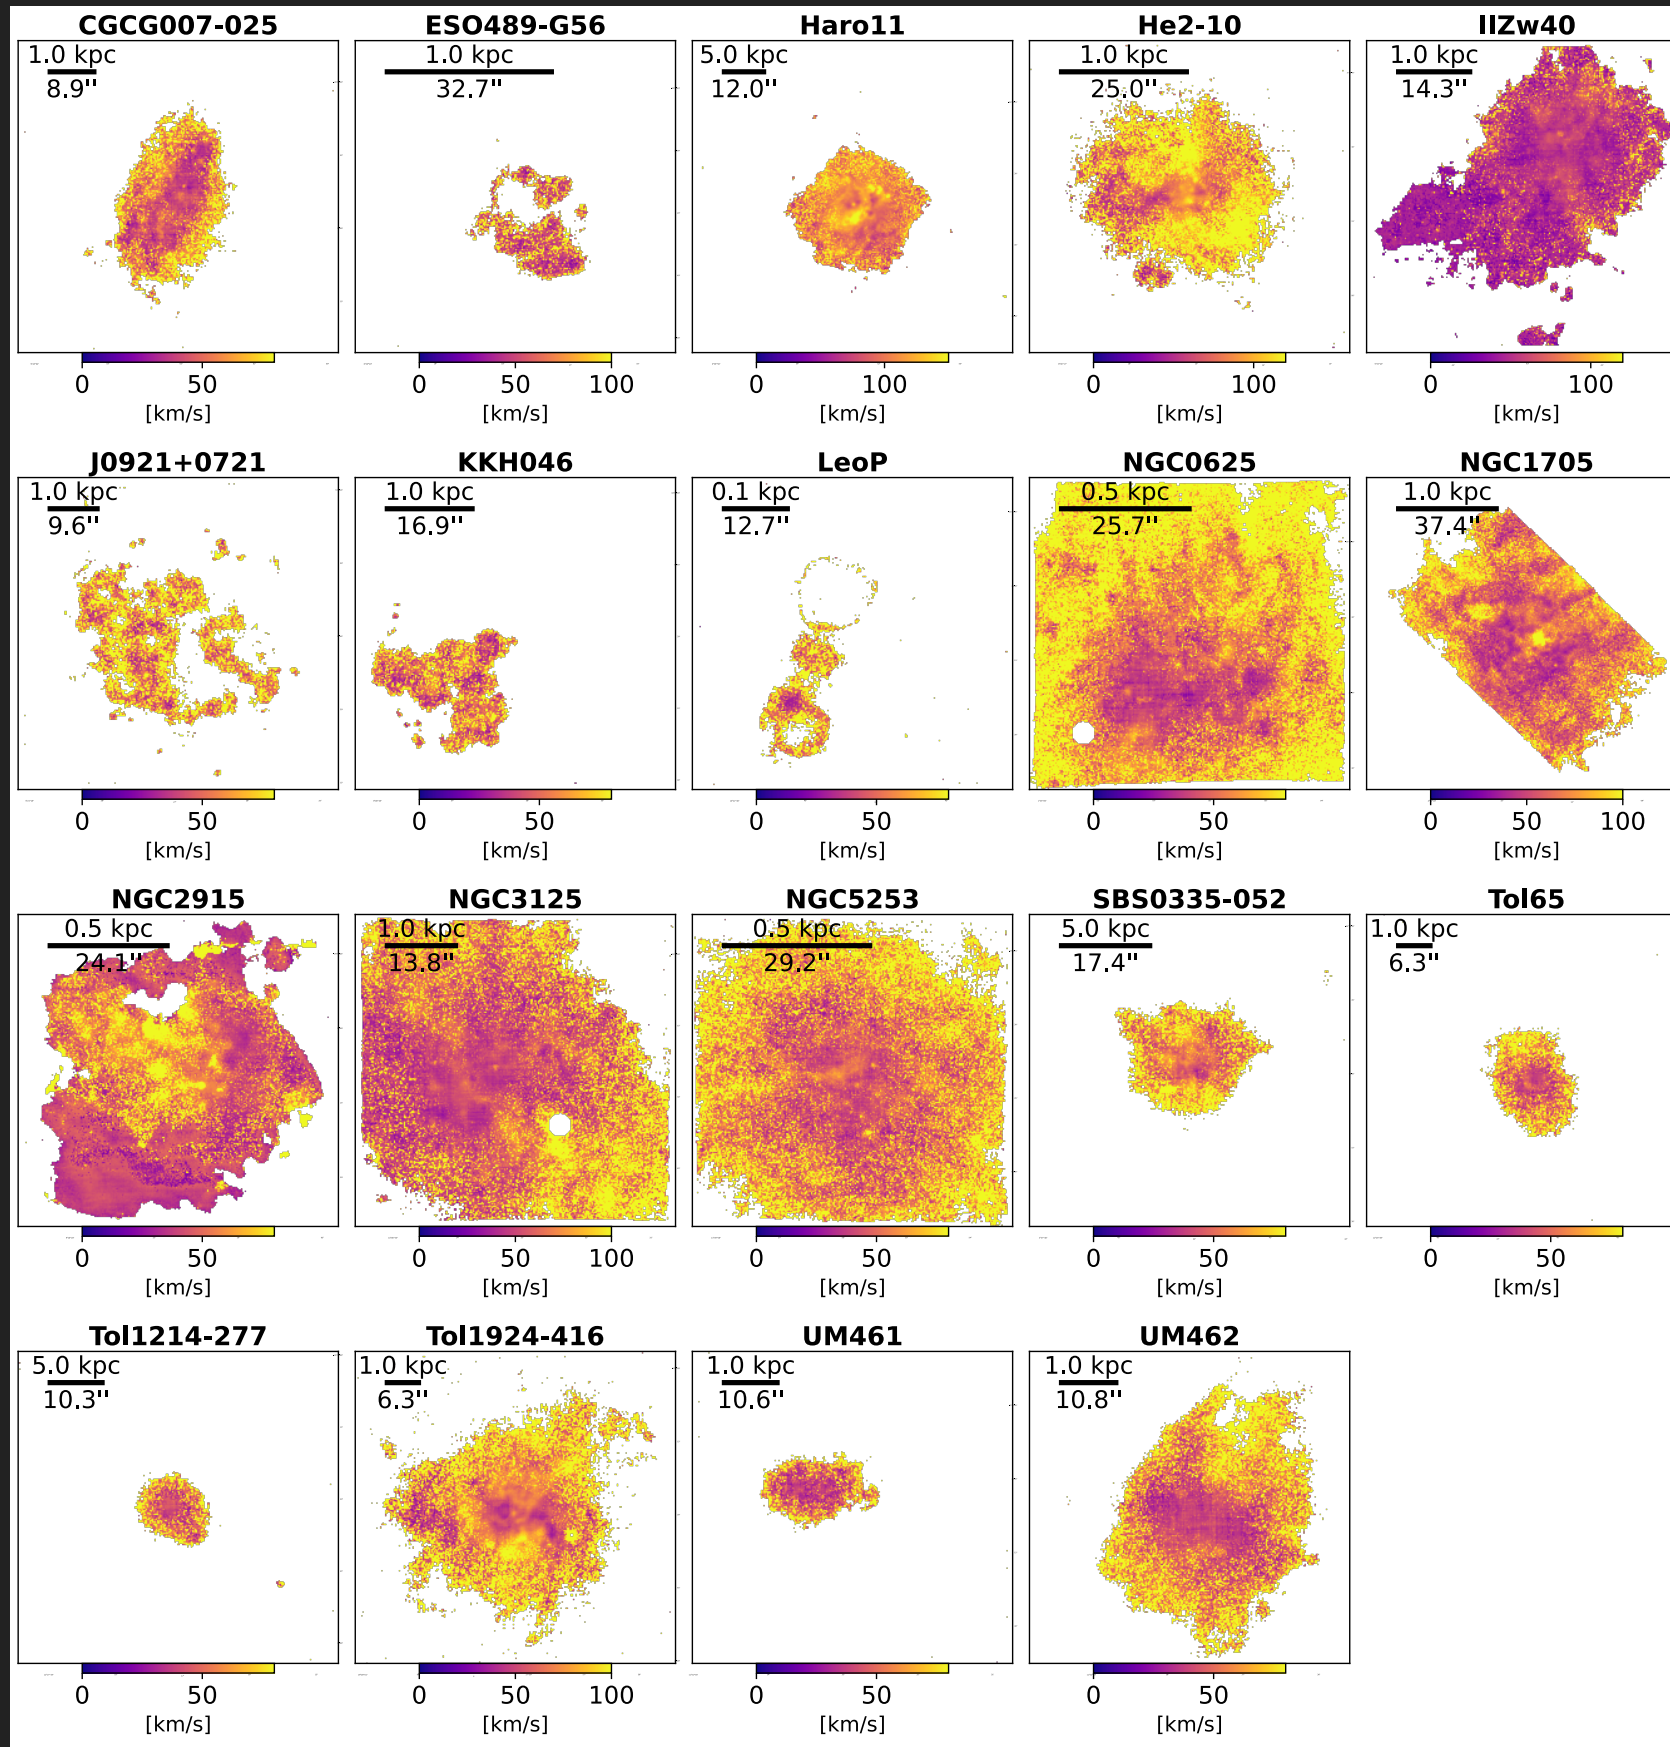 CGCG007-025 ESO489-G56 Haro11 He2-10 IIZw40
1.0 kpc 1.0 kpc 5.0 kpc 1.0 kpc 1.0 kpc
8.9" 32.7" 12.0" 25.0" 14.3"
0 50 0 50 100 0 100 0 100 0 100
[km/s] [km/s] [km/s] [km/s] [km/s]
J0921+0721 KKH046 LeoP NGC0625 NGC1705
1.0 kpc 1.0 kpc 0.1 kpc 0.5 kpc 1.0 kpc
9.6" 16.9" 12.7" 25.7" 37.4"
0 50 0 50 0 50 0 50 0 50 100
[km/s] [km/s] [km/s] [km/s] [km/s]
NGC2915 NGC3125 NGC5253 SBS0335-052 Tol65
0.5 kpc 1.0 kpc 0.5 kpc 5.0 kpc 1.0 kpc
24.1" 13.8" 29.2" 17.4" 6.3"
0 50 0 50 100 0 50 0 50 0 50
[km/s] [km/s] [km/s] [km/s] [km/s]
Tol1214-277 Tol1924-416 UM461 UM462
5.0 kpc 1.0 kpc 1.0 kpc 1.0 kpc
10.3" 6.3" 10.6" 10.8"
0 50 0 50 100 0 50 0 50
[km/s] [km/s] [km/s] [km/s]